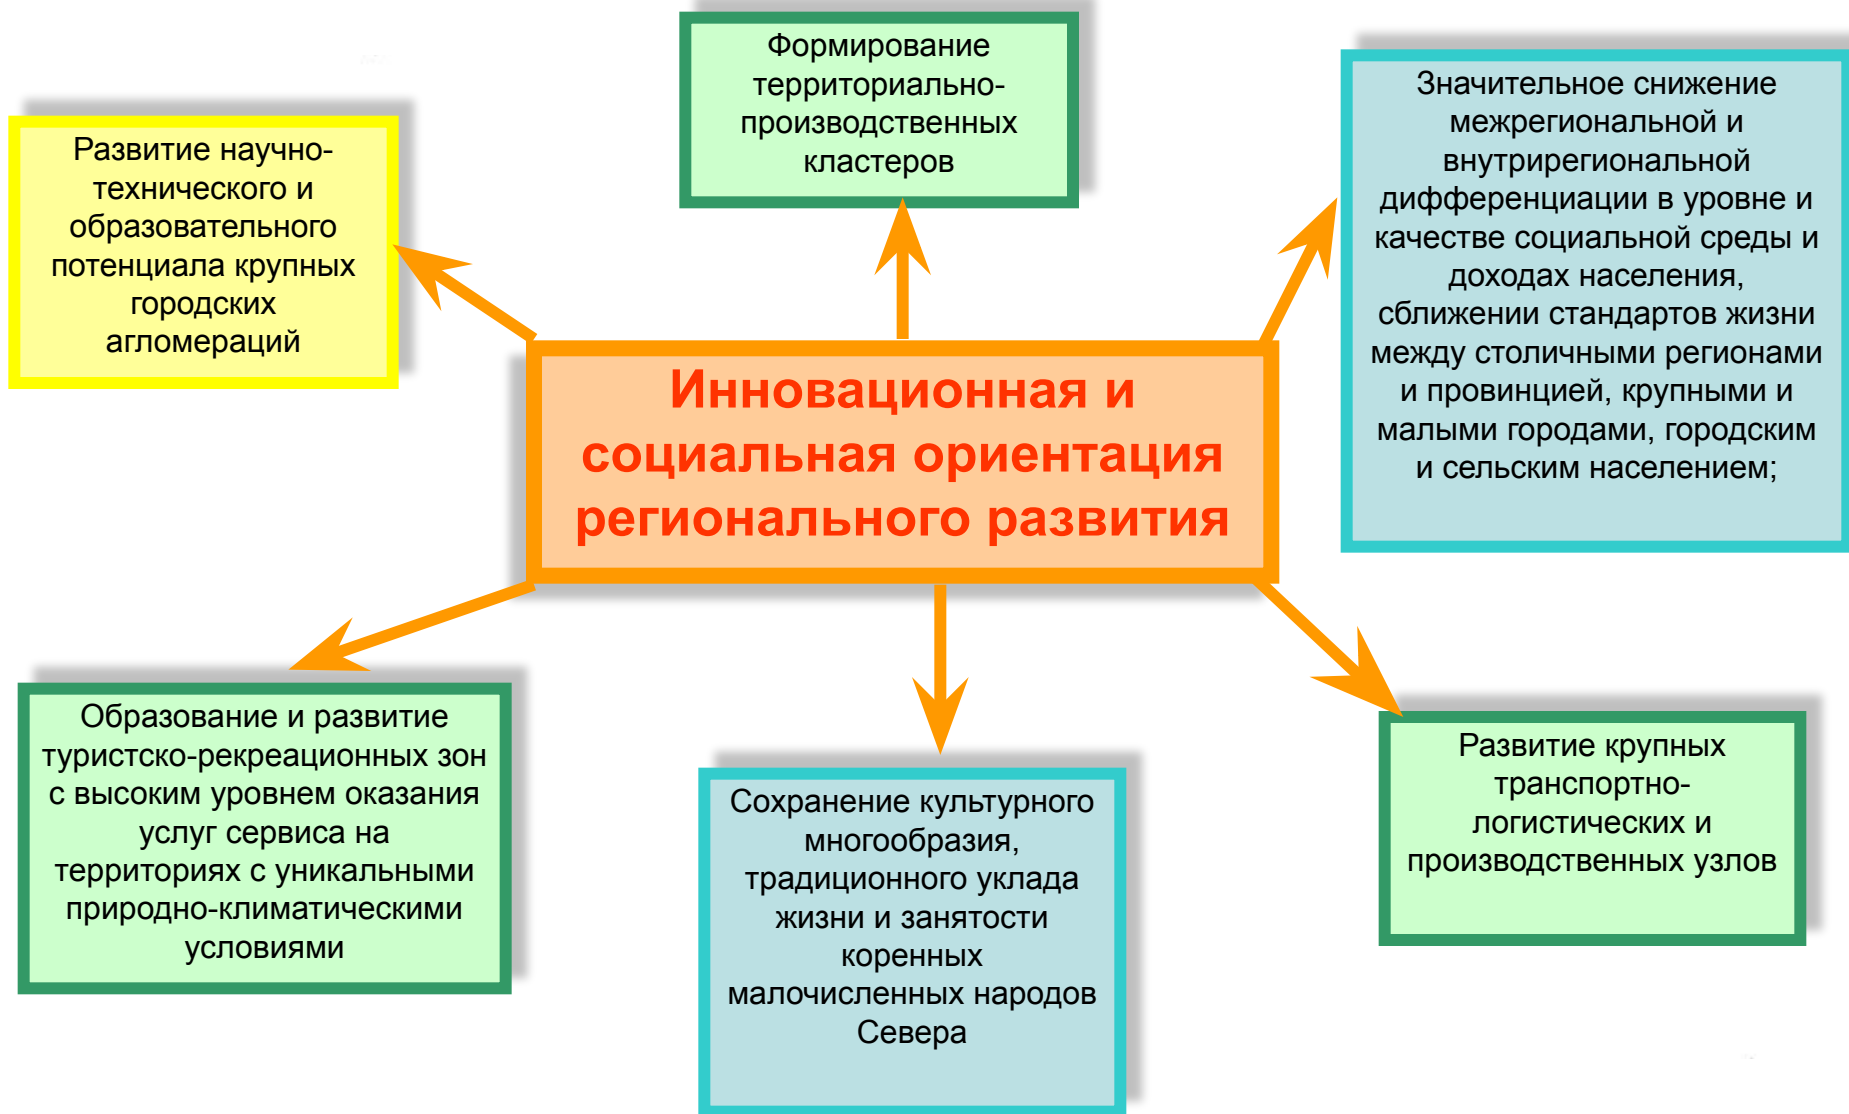 Формирование
территориально-
производственных
кластеров
Значительное снижение
межрегиональной и
внутрирегиональной
дифференциации в уровне и
качестве социальной среды и
доходах населения,
сближении стандартов жизни
между столичными регионами
и провинцией, крупными и
малыми городами, городским
и сельским населением;
Развитие научно-
технического и
образовательного
потенциала крупных
городских
агломераций
Инновационная и
социальная ориентация
регионального развития
Образование и развитие
туристско-рекреационных зон
с высоким уровнем оказания
услуг сервиса на
территориях с уникальными
природно-климатическими
условиями
Сохранение культурного
многообразия,
традиционного уклада
жизни и занятости
коренных
малочисленных народов
Севера
Развитие крупных
транспортно-
логистических и
производственных узлов